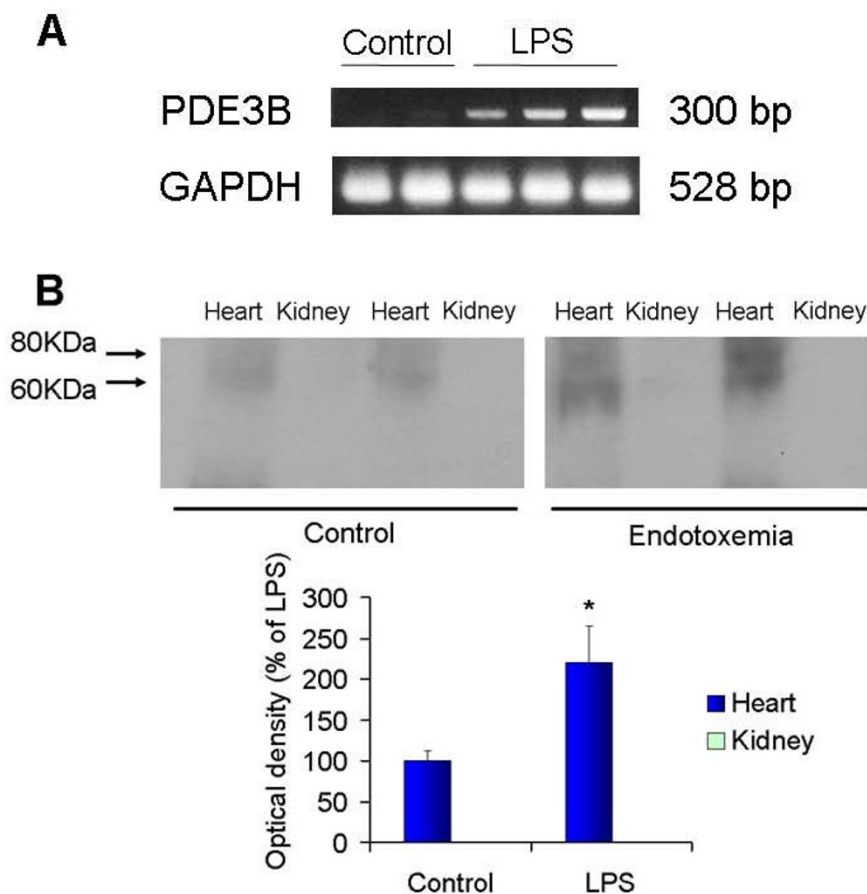 A
Control LPS
PDE3B 300 bp
GAPDH 528 bp
B
Heart Kidney Heart Kidney Heart Kidney Heart Kidney
80KDa
60KDa
Control Endotoxemia
Optical density (% of LPS)
300
250
200
150
100
50
0
*
Control LPS
Heart
Kidney